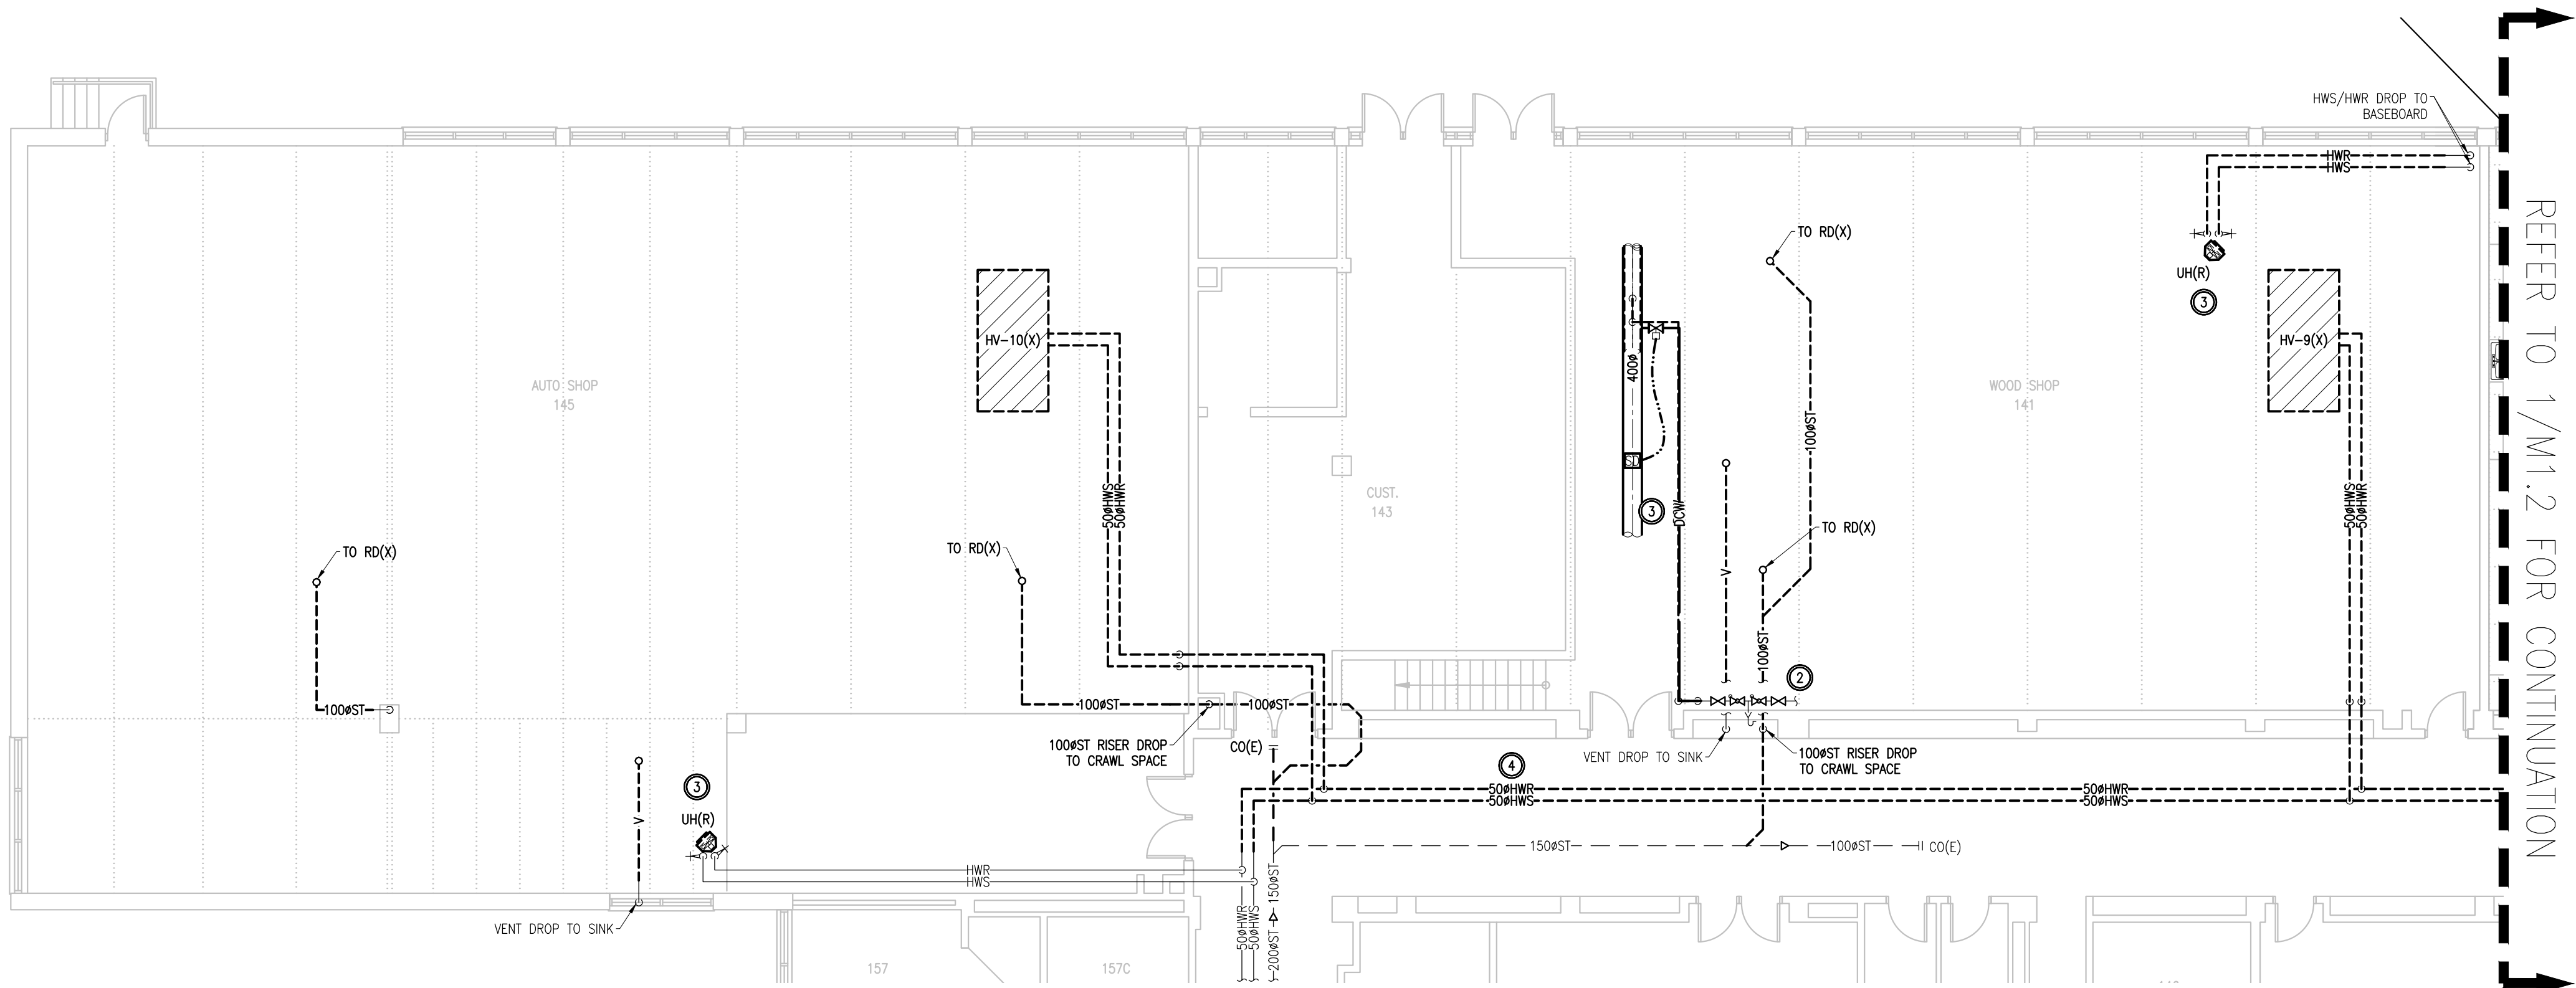 HWS/HWR DROP TO
BASEBOARD
HWR
HWS
TO RD(X)
UH(R)
3
HV-10(X)
HV-9(X)
400ø
AUTO SHOP
145
WOOD SHOP
141
100øST
SD
CUST.
143
3
50øHWS
50øHWR
DCW
50øHWS
50øHWR
TO RD(X)
TO RD(X)
TO RD(X)
V
100øST
2
100øST
100øST
100øST
100øST RISER DROP
TO CRAWL SPACE
CO(E)
VENT DROP TO SINK
100øST RISER DROP
TO CRAWL SPACE
4
3
UH(R)
V
50øHWR
50øHWS
50øHWR
50øHWS
150øST
100øST
CO(E)
HWR
HWS
VENT DROP TO SINK
50øHWR
50øHWS
200øST
150øST
157
157C
REFER TO 1/M1.2 FOR CONTINUATION